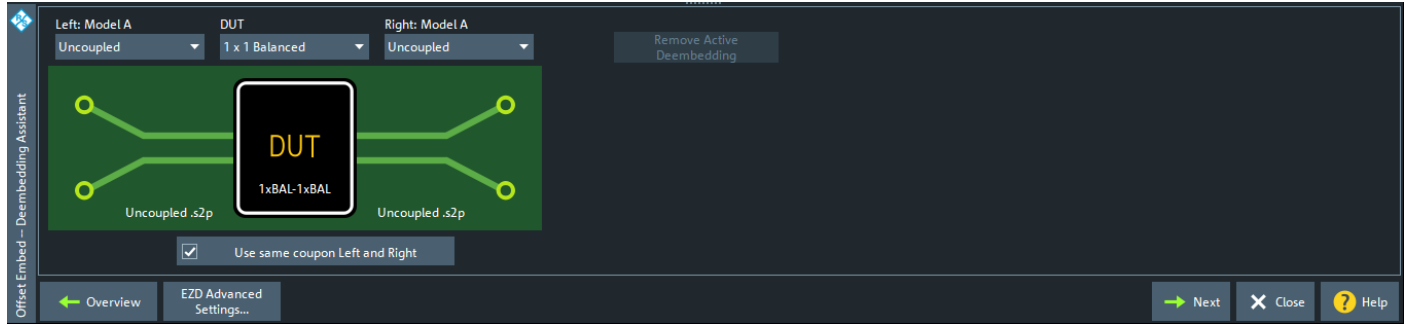 Offset Embed – Deembedding Assistant
Left: Model A
DUT
Right: Model A
Uncoupled
1 x 1 Balanced
Uncoupled
Remove Active
Deembedding
DUT
1xBAL-1xBAL
Uncoupled .s2p
Uncoupled .s2p
Use same coupon Left and Right
Overview
EZD Advanced
Settings...
Next
Close
? Help